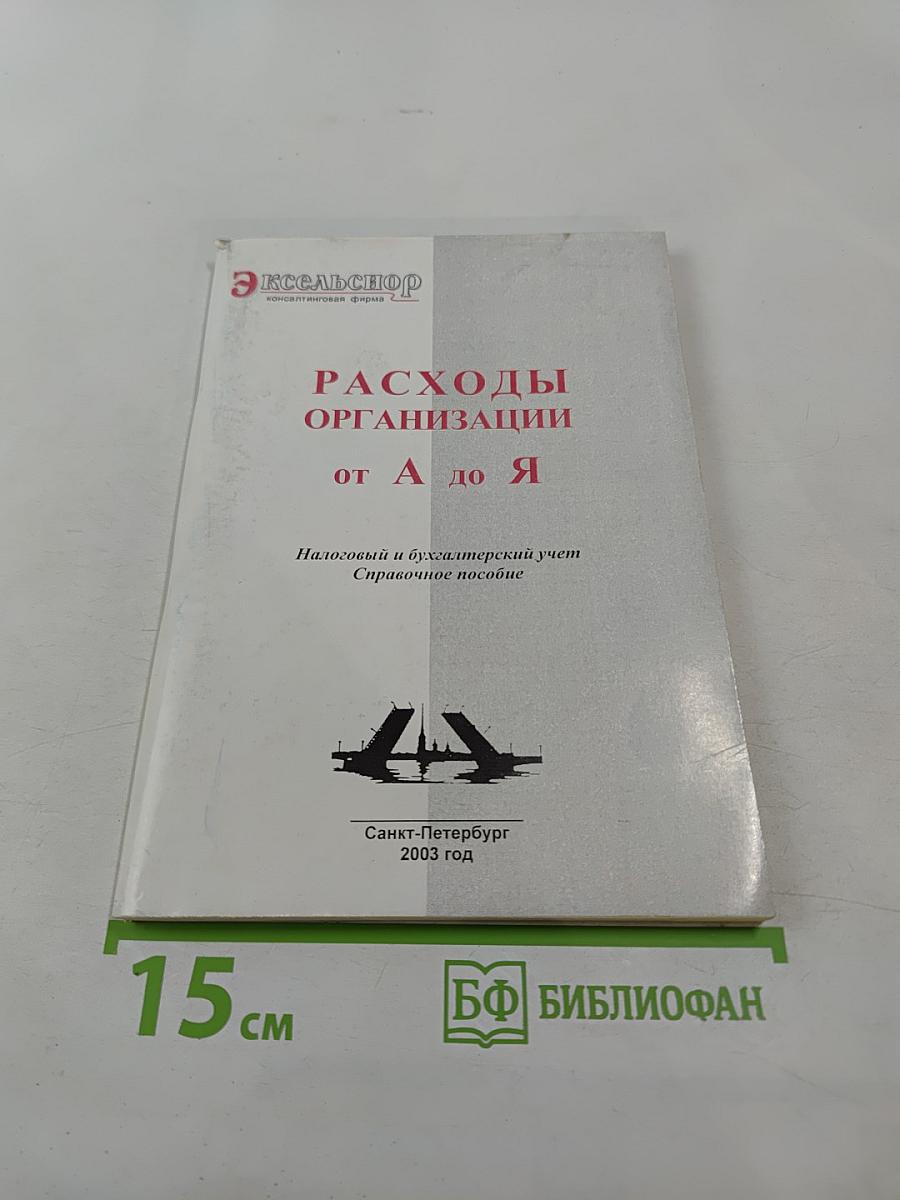 Эксельсиор
консалтинговая фирма
РАСХОДЫ
ОРГАНИЗАЦИИ
от А до Я
Налоговый и бухгалтерский учет
Справочное пособие
Санкт-Петербург
2003 год
15 см
БФ БИБЛИОФАН